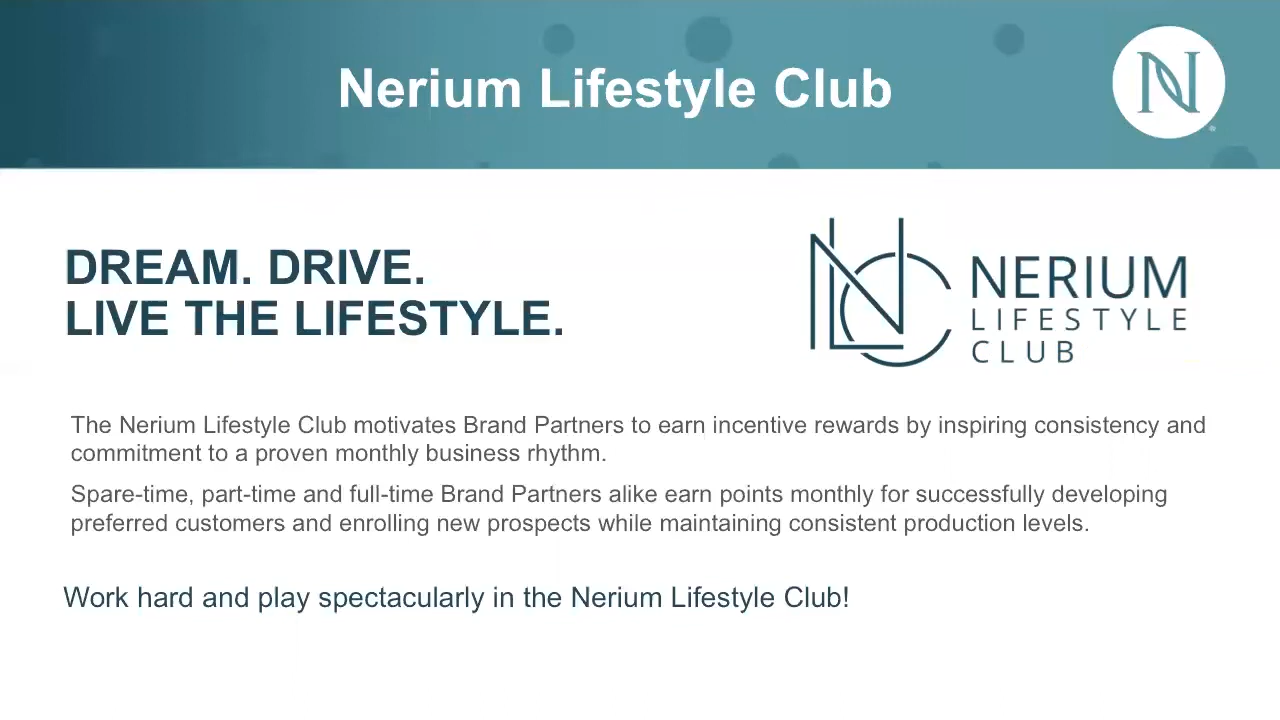 Nerium Lifestyle Club
N
DREAM. DRIVE.
LIVE THE LIFESTYLE.
NLC
NERIUM
LIFESTYLE
CLUB
The Nerium Lifestyle Club motivates Brand Partners to earn incentive rewards by inspiring consistency and
commitment to a proven monthly business rhythm.
Spare-time, part-time and full-time Brand Partners alike earn points monthly for successfully developing
preferred customers and enrolling new prospects while maintaining consistent production levels.
Work hard and play spectacularly in the Nerium Lifestyle Club!